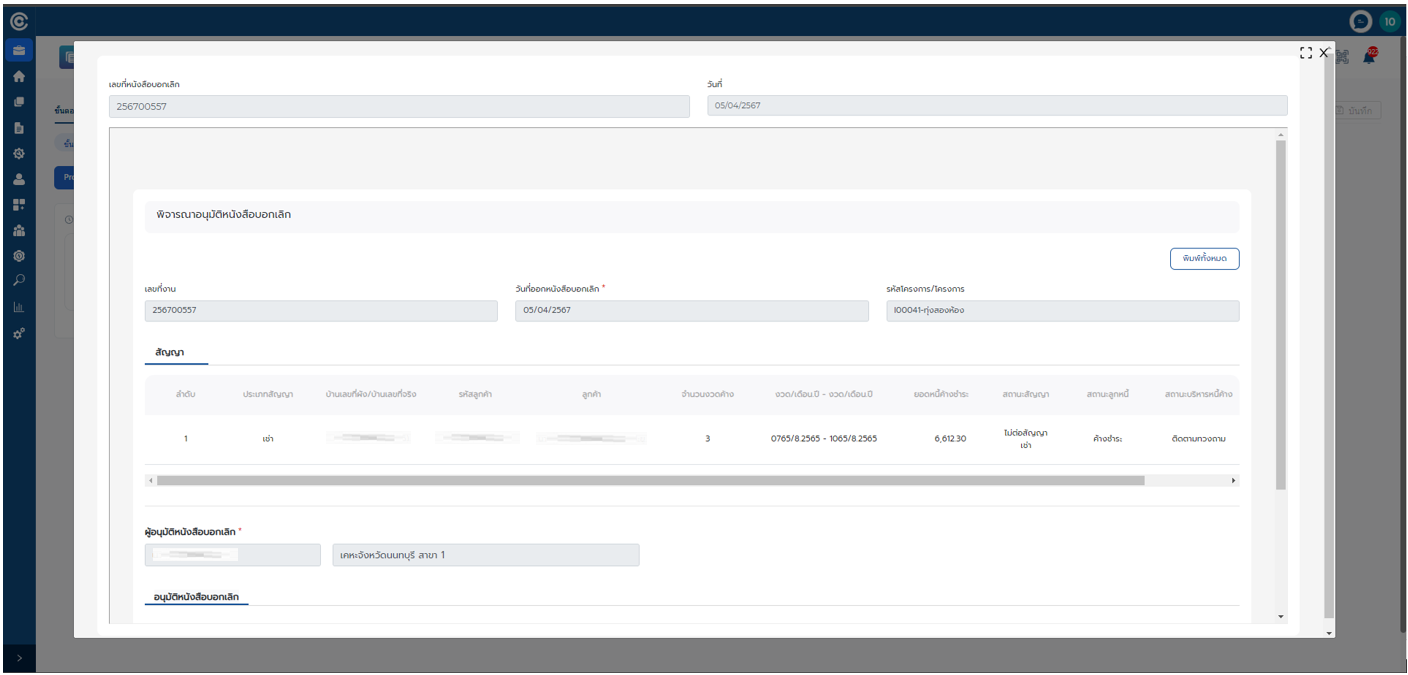 10
922
ขั้นตอ
บันทึก
ขั้น
Pr
เลขที่หนังสือบอกเลิก
วันที่
256700557
05/04/2567
พิจารณาอนุมัติหนังสือบอกเลิก
พิมพ์ทั้งหมด
เลขที่งาน
วันที่ออกหนังสือบอกเลิก *
รหัสโครงการ/โครงการ
256700557
05/04/2567
I00041-ทุ่งสองห้อง
สัญญา
ลำดับ ประเภทสัญญา บ้านเลขที่ผัง/บ้านเลขที่จริง รหัสลูกค้า ลูกค้า จำนวนงวดค้าง งวด/เดือน.ปี - งวด/เดือน.ปี ยอดหนี้ค้างชำระ สถานะสัญญา สถานะลูกหนี้ สถานะบริหารหนี้ค้าง
1 เช่า 3 0765/8.2565 - 1065/8.2565 6,612.30 ไม่ต่อสัญญา ค้างชำระ ติดตามทวงถาม
เช่า
ผู้อนุมัติหนังสือบอกเลิก *
เคหะจังหวัดนนทบุรี สาขา 1
อนุมัติหนังสือบอกเลิก